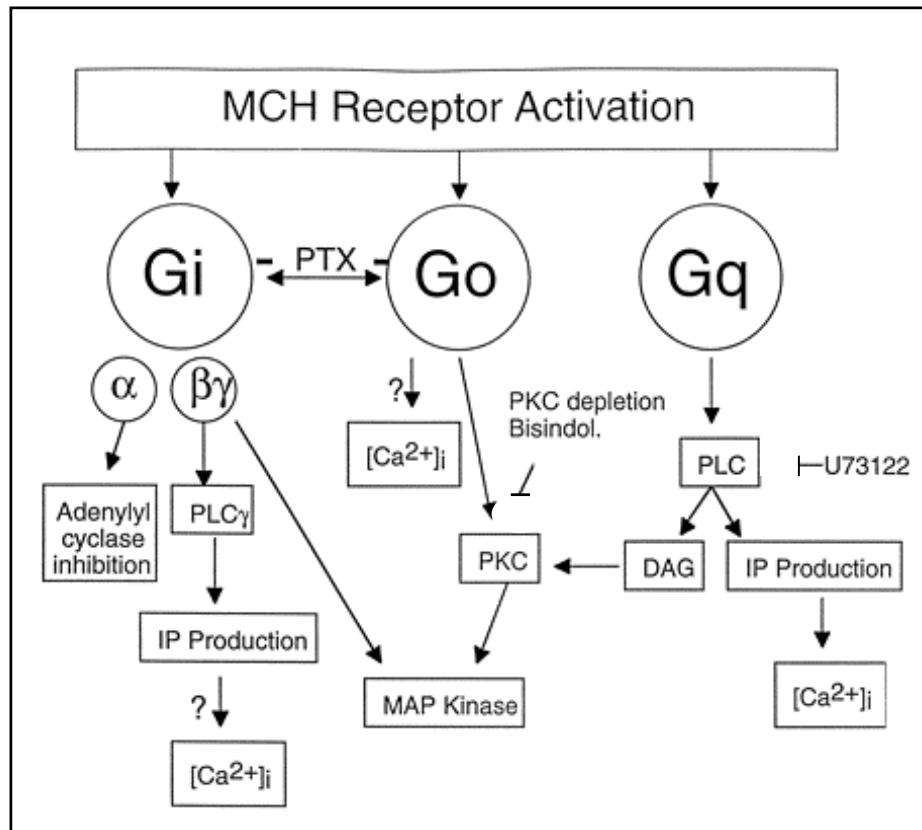 MCH Receptor Activation
Gi
- PTX -
Go
Gq
α
βγ
?
[Ca2+]i
PKC depletion
Bisindol.
PLC
U73122
Adenylyl
cyclase
inhibition
PLCγ
PKC
DAG
IP Production
IP Production
MAP Kinase
[Ca2+]i
?
[Ca2+]i